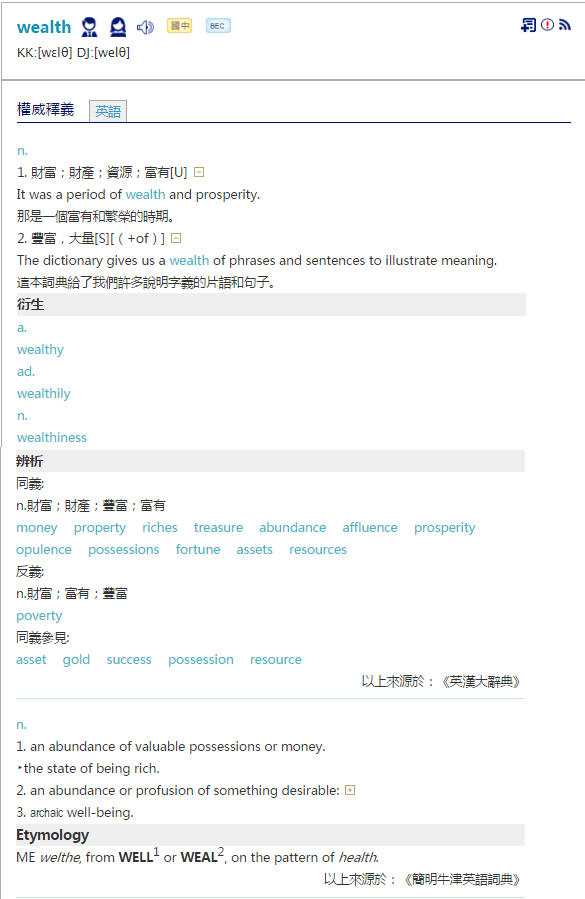 wealth 國中 BEC
KK:[wɛlθ] DJ:[welθ]
權威釋義 英語
n.
1. 財富；財產；資源；富有[U]
It was a period of wealth and prosperity.
那是一個富有和繁榮的時期。
2. 豐富，大量[S][（+of）]
The dictionary gives us a wealth of phrases and sentences to illustrate meaning.
這本詞典給了我們許多說明字義的片語和句子。
衍生
a.
wealthy
ad.
wealthily
n.
wealthiness
辨析
同義:
n.財富；財產；豐富；富有
money property riches treasure abundance affluence prosperity
opulence possessions fortune assets resources
反義:
n.財富；富有；豐富
poverty
同義參見:
asset gold success possession resource
以上來源於：《英漢大辭典》
n.
1. an abundance of valuable possessions or money.
‣the state of being rich.
2. an abundance or profusion of something desirable:
3. archaic well-being.
Etymology
ME welthe, from WELL1 or WEAL2, on the pattern of health.
以上來源於：《簡明牛津英語詞典》